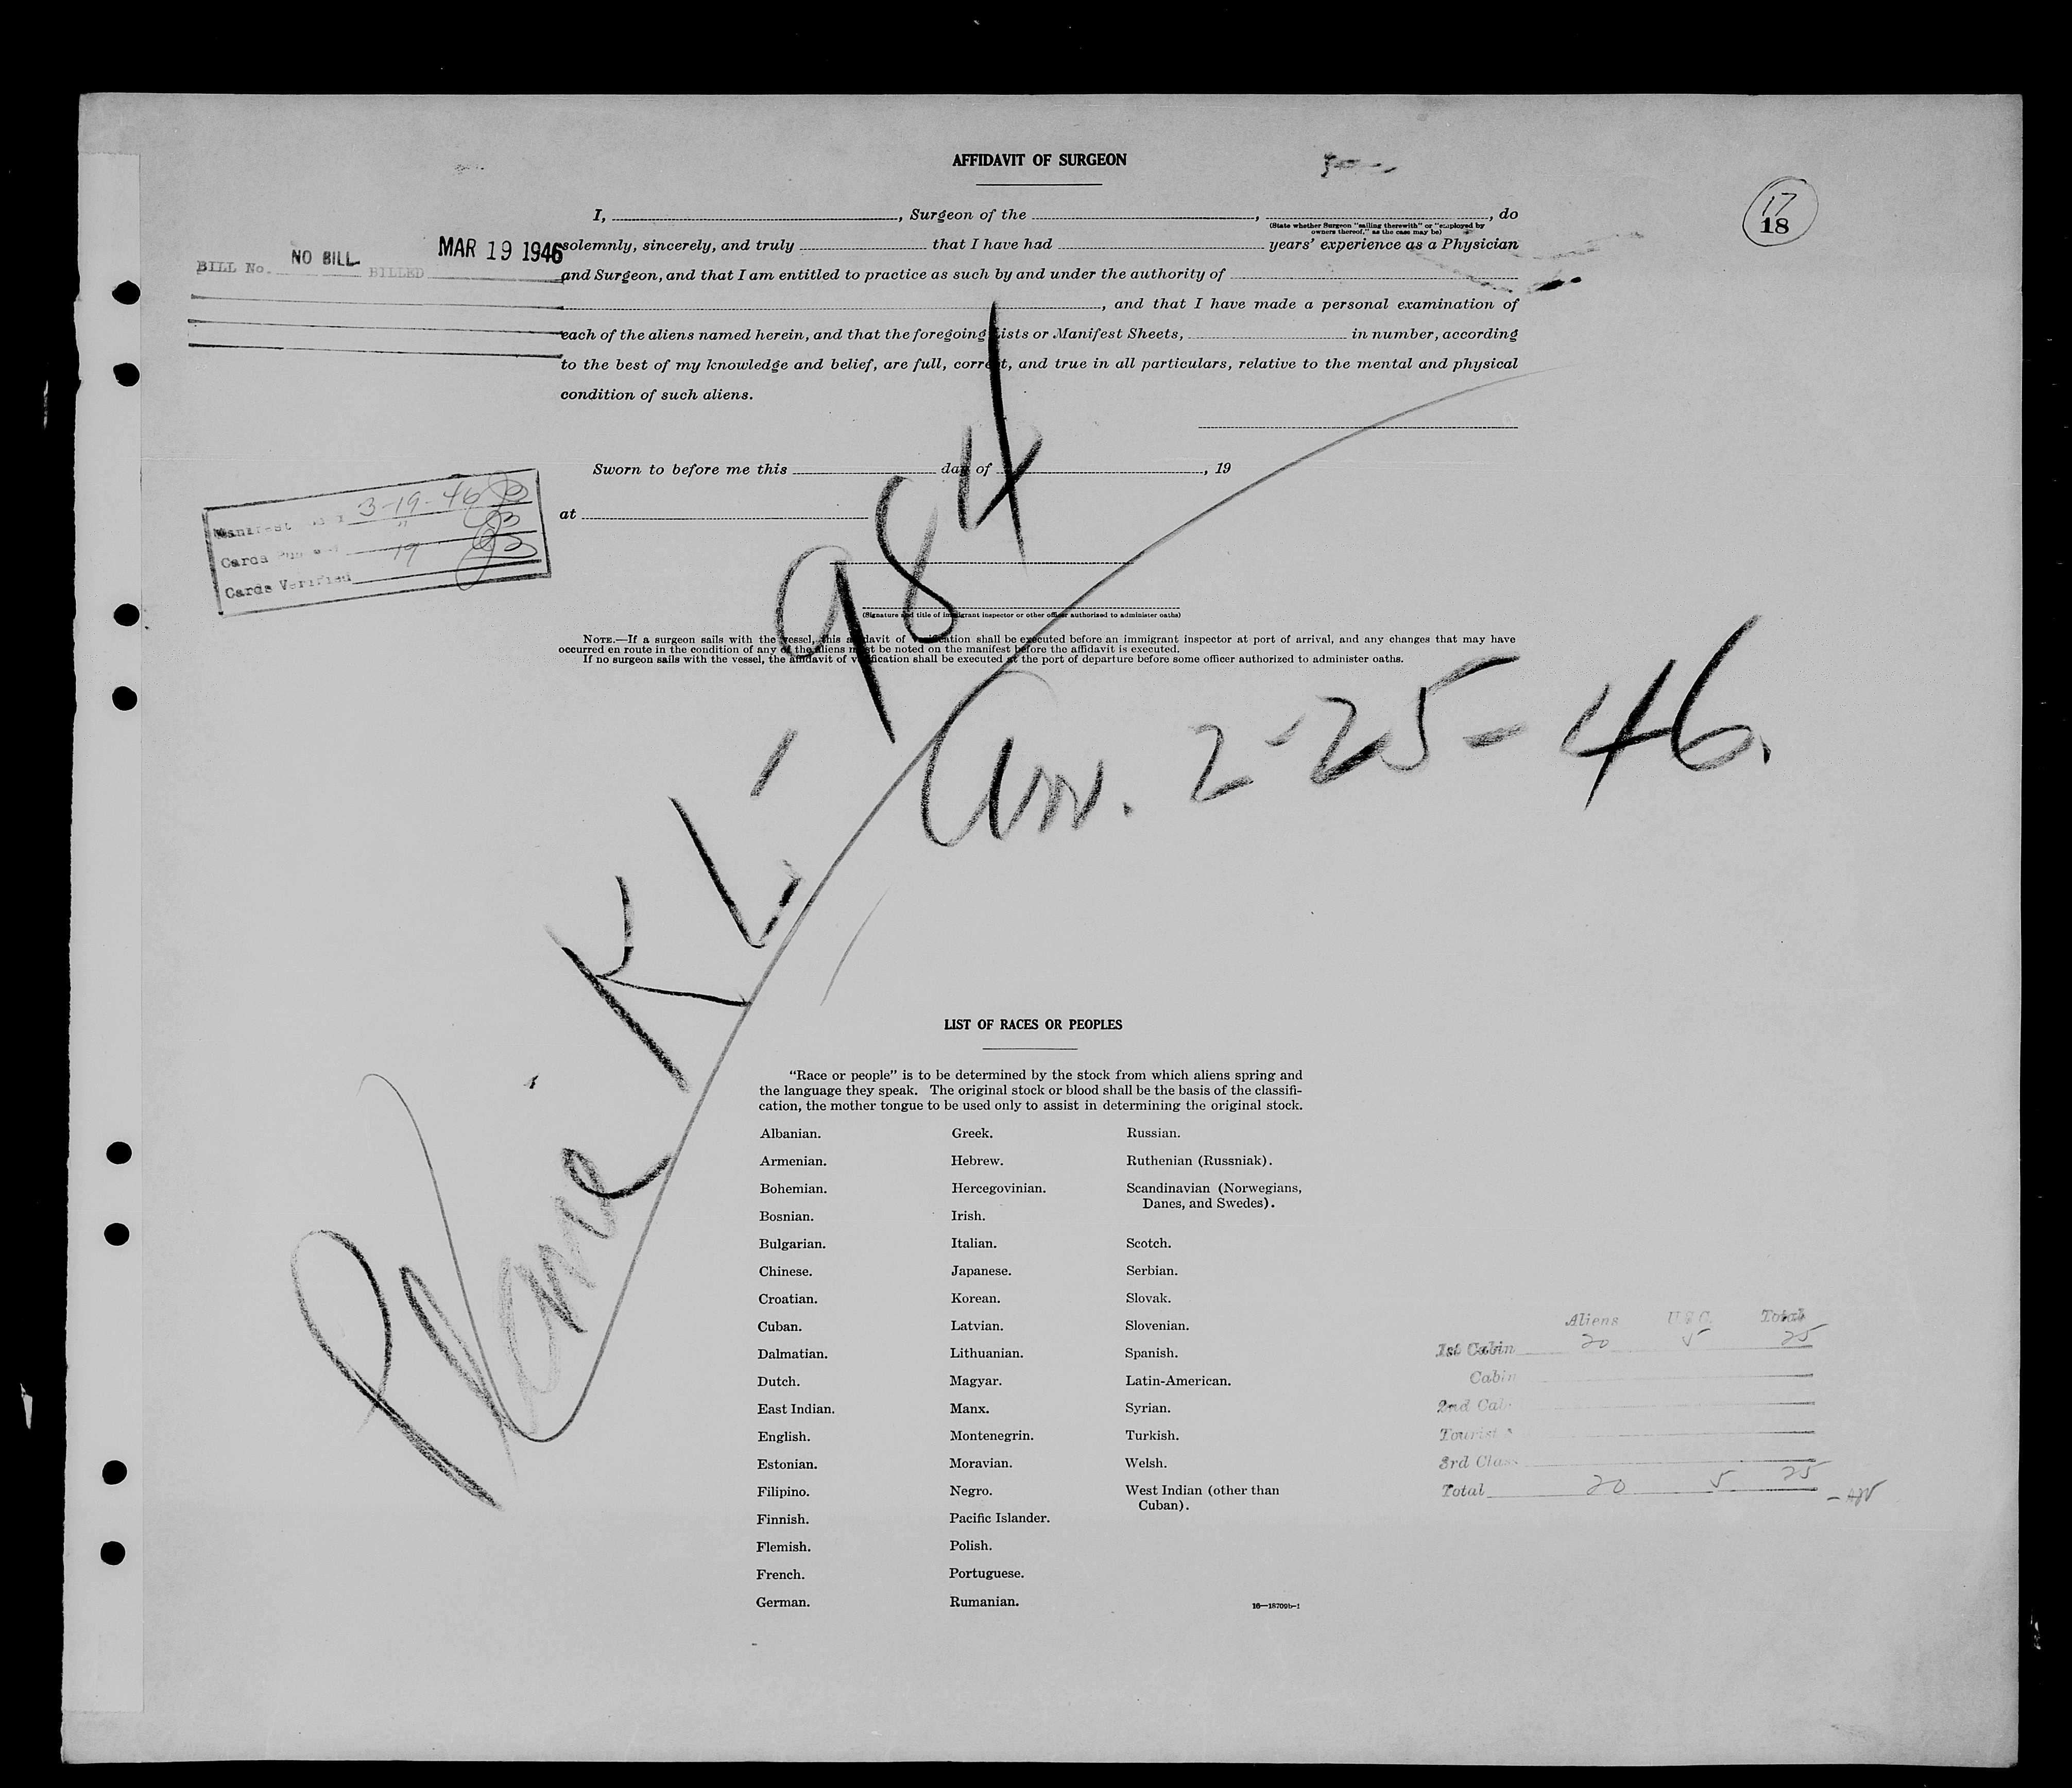 AFFIDAVIT OF SURGEON
17
18
I, , Surgeon of the , , do
(State whether Surgeon "sailing therewith" or "employed by owners thereof," as the case may be)
solemnly, sincerely, and truly that I have had years' experience as a Physician
and Surgeon, and that I am entitled to practice as such by and under the authority of
, and that I have made a personal examination of
each of the aliens named herein, and that the foregoing Lists or Manifest Sheets, in number, according
to the best of my knowledge and belief, are full, correct, and true in all particulars, relative to the mental and physical
condition of such aliens.
BILL No. NO BILL BILLED MAR 19 1946
Sworn to before me this day of , 19
at
Manifest 3-19-46
Cards "
Cards Verified 19
(Signature and title of immigrant inspector or other officer authorized to administer oaths)
NOTE.—If a surgeon sails with the vessel, this affidavit of verification shall be executed before an immigrant inspector at port of arrival, and any changes that may have
occurred en route in the condition of any of the aliens must be noted on the manifest before the affidavit is executed.
If no surgeon sails with the vessel, the affidavit of verification shall be executed at the port of departure before some officer authorized to administer oaths.
Plane KL-984
Arr. 2-25-46.
LIST OF RACES OR PEOPLES
"Race or people" is to be determined by the stock from which aliens spring and
the language they speak. The original stock or blood shall be the basis of the classifi-
cation, the mother tongue to be used only to assist in determining the original stock.
Albanian.
Armenian.
Bohemian.
Bosnian.
Bulgarian.
Chinese.
Croatian.
Cuban.
Dalmatian.
Dutch.
East Indian.
English.
Estonian.
Filipino.
Finnish.
Flemish.
French.
German.
Greek.
Hebrew.
Hercegovinian.
Irish.
Italian.
Japanese.
Korean.
Latvian.
Lithuanian.
Magyar.
Manx.
Montenegrin.
Moravian.
Negro.
Pacific Islander.
Polish.
Portuguese.
Rumanian.
Russian.
Ruthenian (Russniak).
Scandinavian (Norwegians,
Danes, and Swedes).
Scotch.
Serbian.
Slovak.
Slovenian.
Spanish.
Latin-American.
Syrian.
Turkish.
Welsh.
West Indian (other than
Cuban).
16—18709b-1
Aliens U.S.C. Total
1st Cabin 20 5 25
Cabin
2nd Cab
Tourist
3rd Class
Total 20 5 25